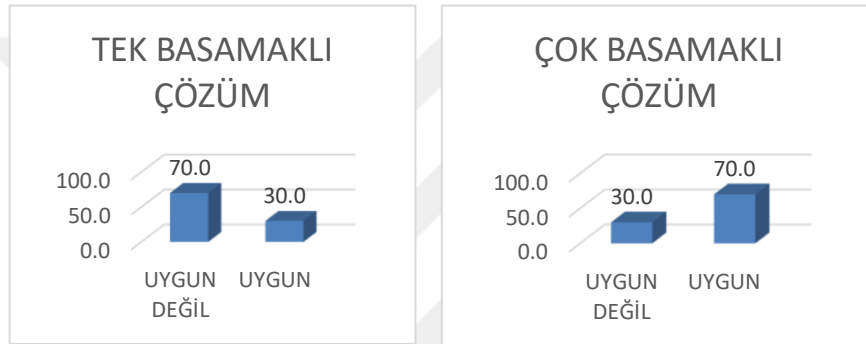 TEK BASAMAKLI
ÇÖZÜM
100.0
50.0
0.0
70.0
30.0
UYGUN
DEĞİL
UYGUN
ÇOK BASAMAKLI
ÇÖZÜM
100.0
50.0
0.0
30.0
70.0
UYGUN
DEĞİL
UYGUN